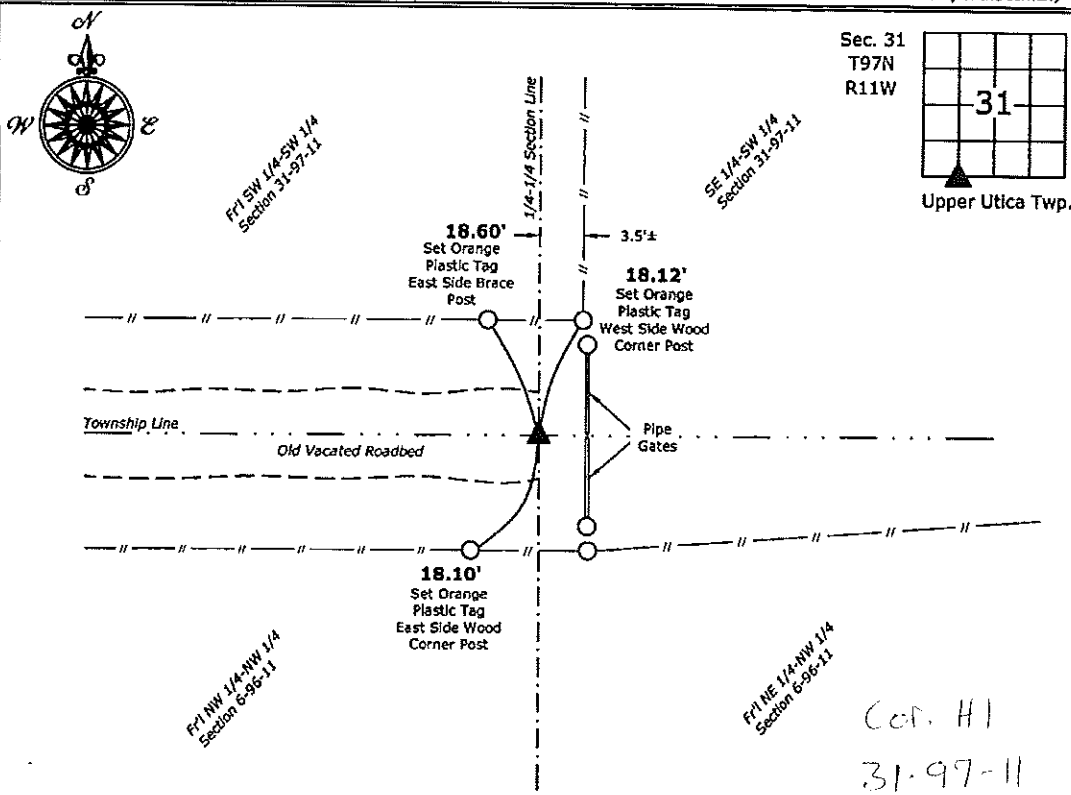 N
W
E
S
Sec. 31
T97N
R11W
31
Upper Utica Twp.
Fr'l SW 1/4-SW 1/4
Section 31-97-11
1/4-1/4 Section Line
SE 1/4-SW 1/4
Section 31-97-11
18.60'
Set Orange
Plastic Tag
East Side Brace
Post
3.5'±
18.12'
Set Orange
Plastic Tag
West Side Wood
Corner Post
Township Line
Old Vacated Roadbed
Pipe
Gates
18.10'
Set Orange
Plastic Tag
East Side Wood
Corner Post
Fr'l NW 1/4-NW 1/4
Section 6-96-11
Fr'l NE 1/4-NW 1/4
Section 6-96-11
Cor. H1
31-97-11